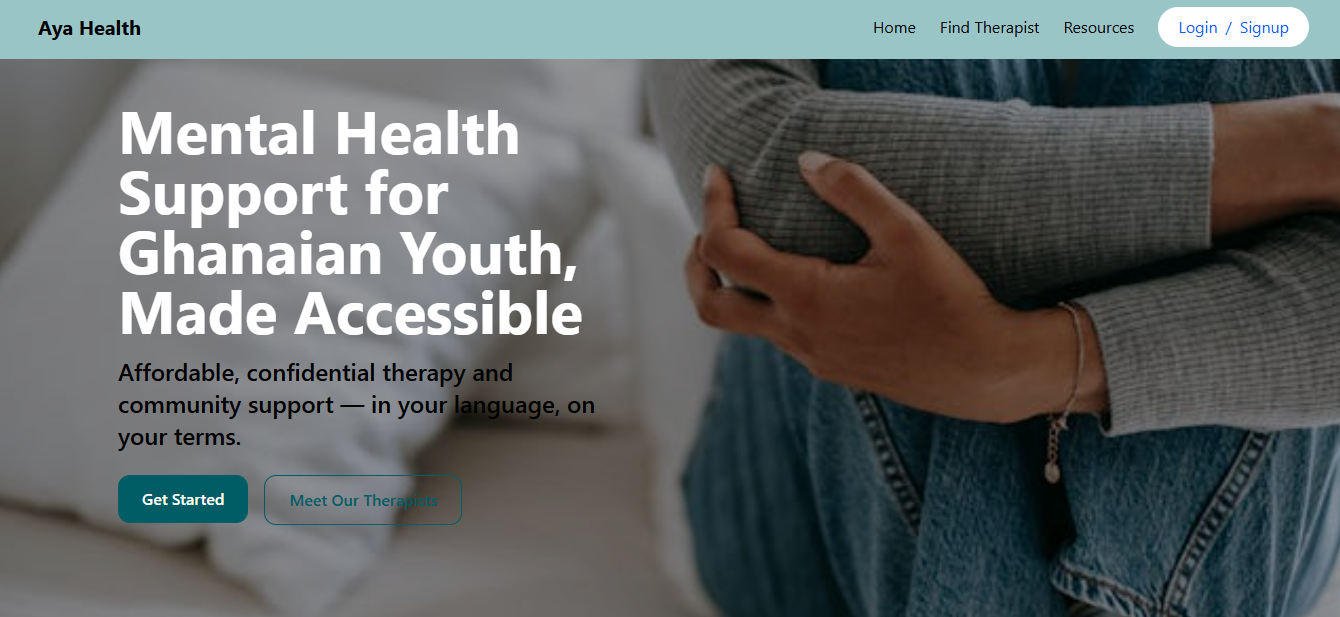 Aya Health
Home
Find Therapist
Resources
Login / Signup
Mental Health
Support for
Ghanaian Youth,
Made Accessible
Affordable, confidential therapy and
community support — in your language, on
your terms.
Get Started
Meet Our Therapists